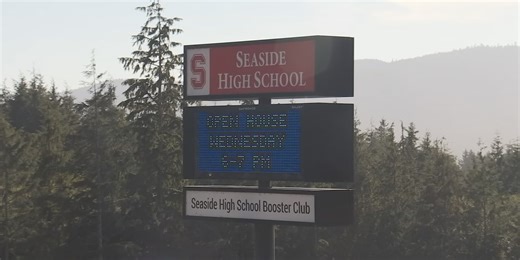 S
SEASIDE
HIGH SCHOOL
OPEN HOUSE
WEDNESDAY
6-7 PM
Seaside High School Booster Club